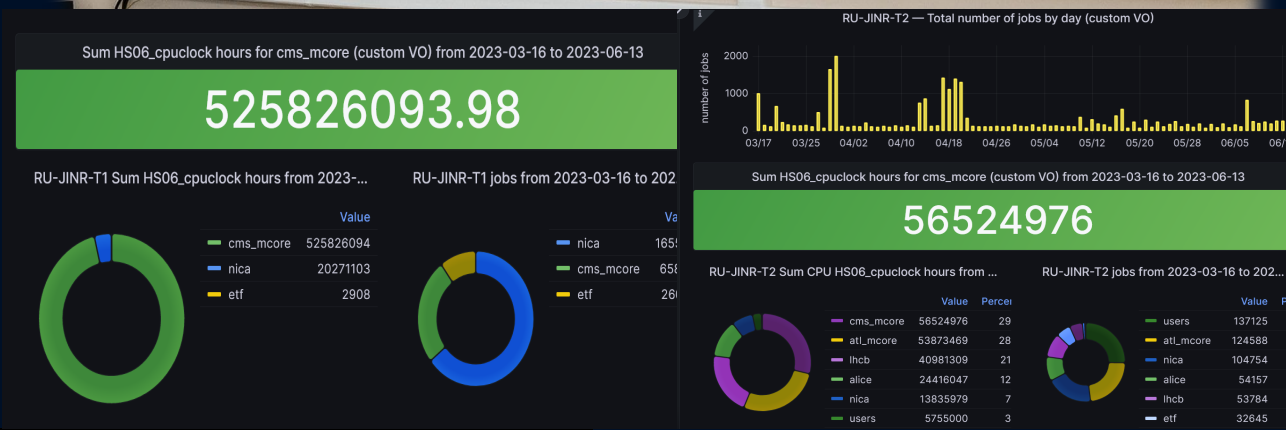 Sum HS06_cpuclock hours for cms_mcore (custom VO) from 2023-03-16 to 2023-06-13
525826093.98
RU-JINR-T1 Sum HS06_cpuclock hours from 2023-...
Value
cms_mcore 525826094
nica 20271103
etf 2908
RU-JINR-T1 jobs from 2023-03-16 to 202
nica
cms_mcore
etf
RU-JINR-T2 — Total number of jobs by day (custom VO)
number of jobs
2000
1000
0
03/17 03/25 04/02 04/10 04/18 04/26 05/04 05/12 05/20 05/28 06/05
Sum HS06_cpuclock hours for cms_mcore (custom VO) from 2023-03-16 to 2023-06-13
56524976
RU-JINR-T2 Sum CPU HS06_cpuclock hours from ...
Value
cms_mcore 56524976 29
atl_mcore 53873469 28
lhcb 40981309 21
alice 24416047 12
nica 13835979 7
users 5755000 3
RU-JINR-T2 jobs from 2023-03-16 to 202...
Value
users 137125
atl_mcore 124588
nica 104754
alice 54157
lhcb 53784
etf 32645